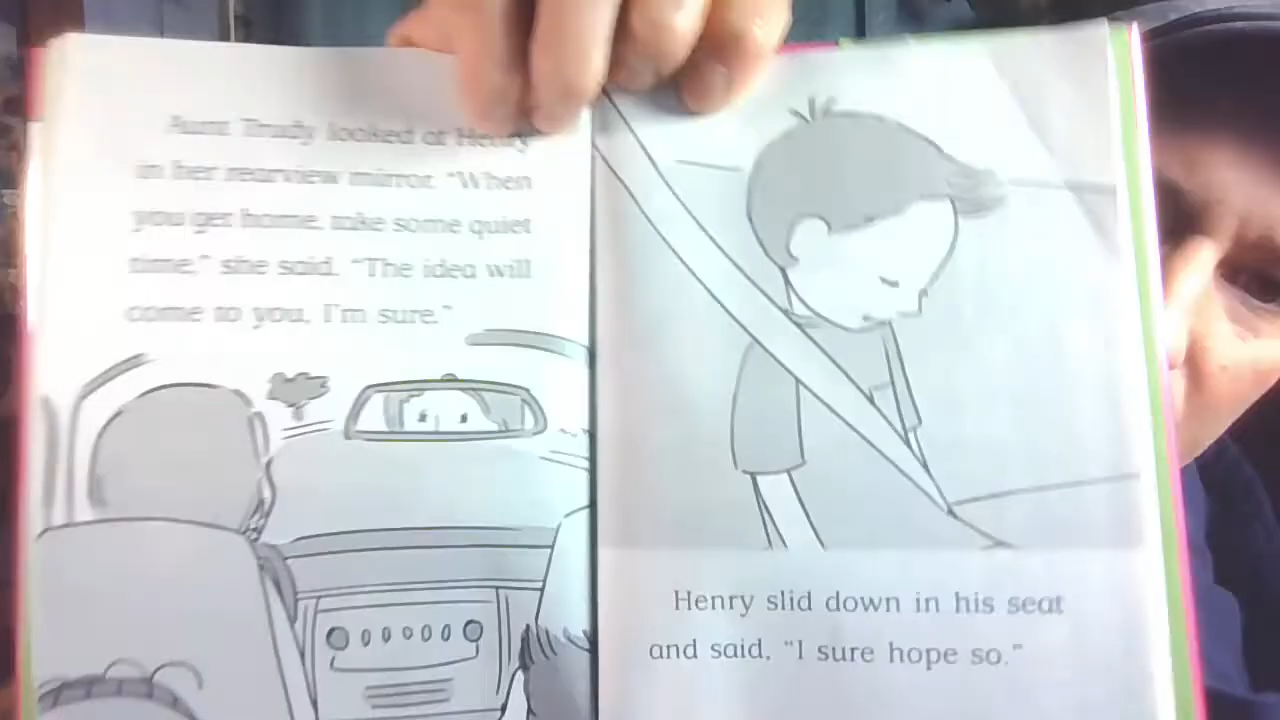 Aunt Trudy looked at Henry
in her rearview mirror. "When
you get home, take some quiet
time," she said. "The idea will
come to you, I'm sure."
Henry slid down in his seat
and said, "I sure hope so."